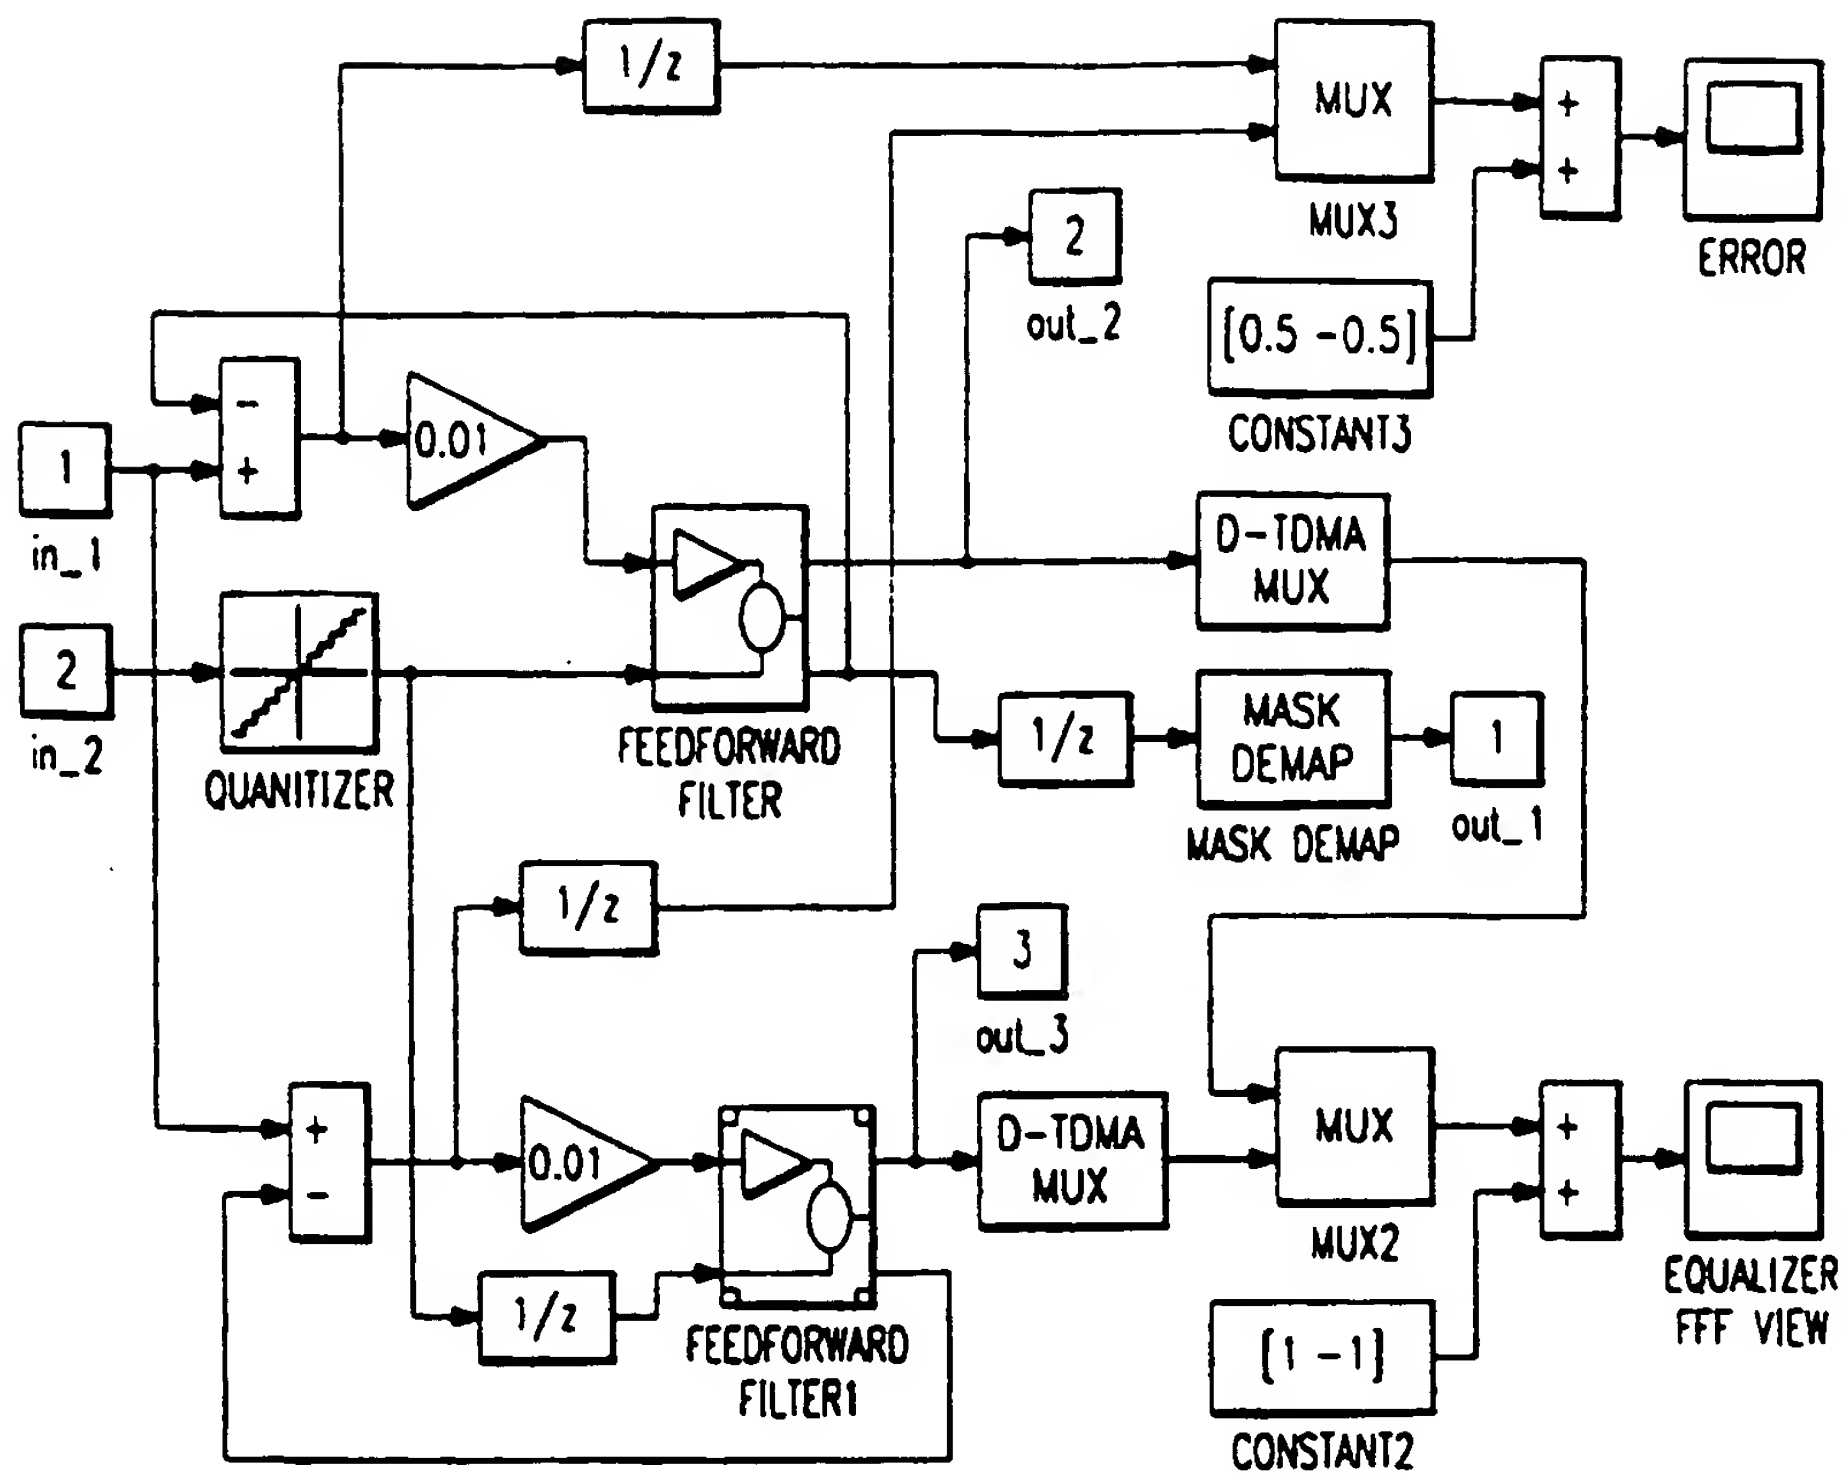 1/z
MUX
+
+
MUX3
ERROR
2
out_2
[0.5 -0.5]
CONSTANT3
-
+
0.01
1
in_1
D-TDMA
MUX
2
in_2
QUANITIZER
FEEDFORWARD
FILTER
1/z
MASK
DEMAP
1
MASK DEMAP
out_1
1/z
3
out_3
+
-
0.01
D-TDMA
MUX
MUX
+
+
MUX2
EQUALIZER
FFF VIEW
1/z
FEEDFORWARD
FILTER1
[1 -1]
CONSTANT2